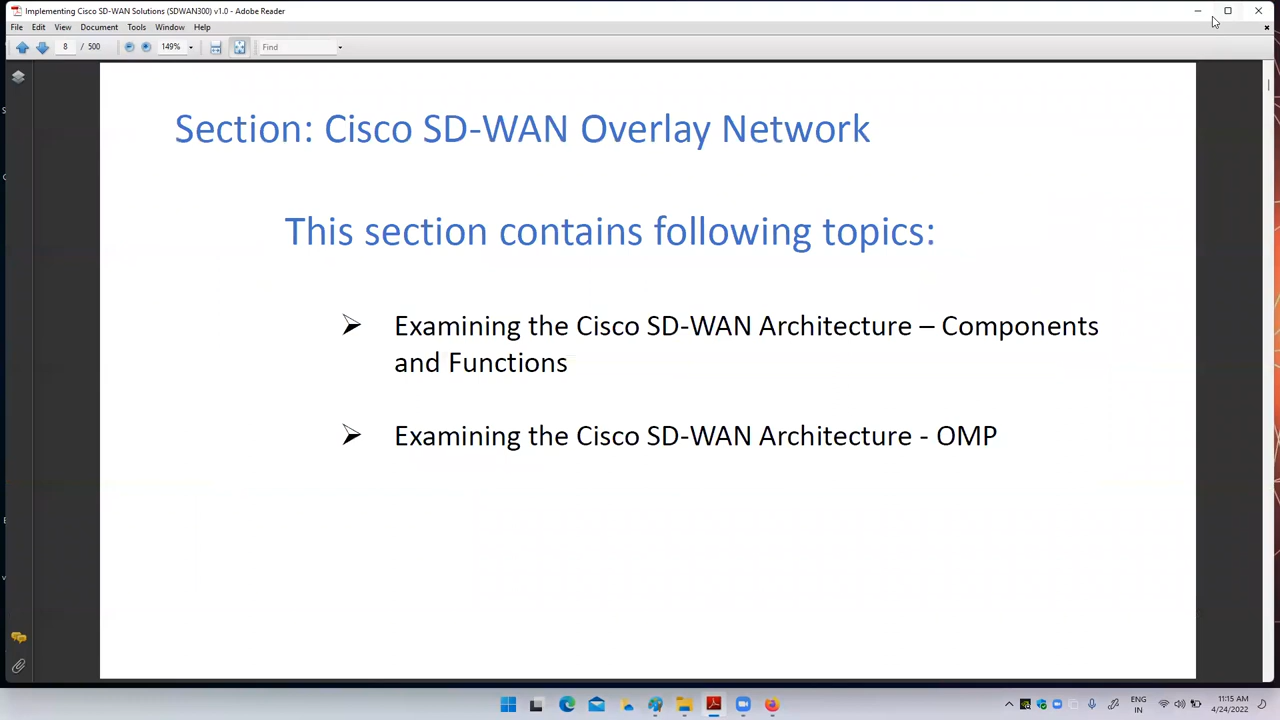 Implementing Cisco SD-WAN Solutions (SDWAN300) v1.0 - Adobe Reader
File Edit View Document Tools Window Help
8 / 500 149% Find
Section: Cisco SD-WAN Overlay Network
This section contains following topics:
Examining the Cisco SD-WAN Architecture – Components
and Functions
Examining the Cisco SD-WAN Architecture - OMP
ENG
IN
11:15 AM
4/24/2022